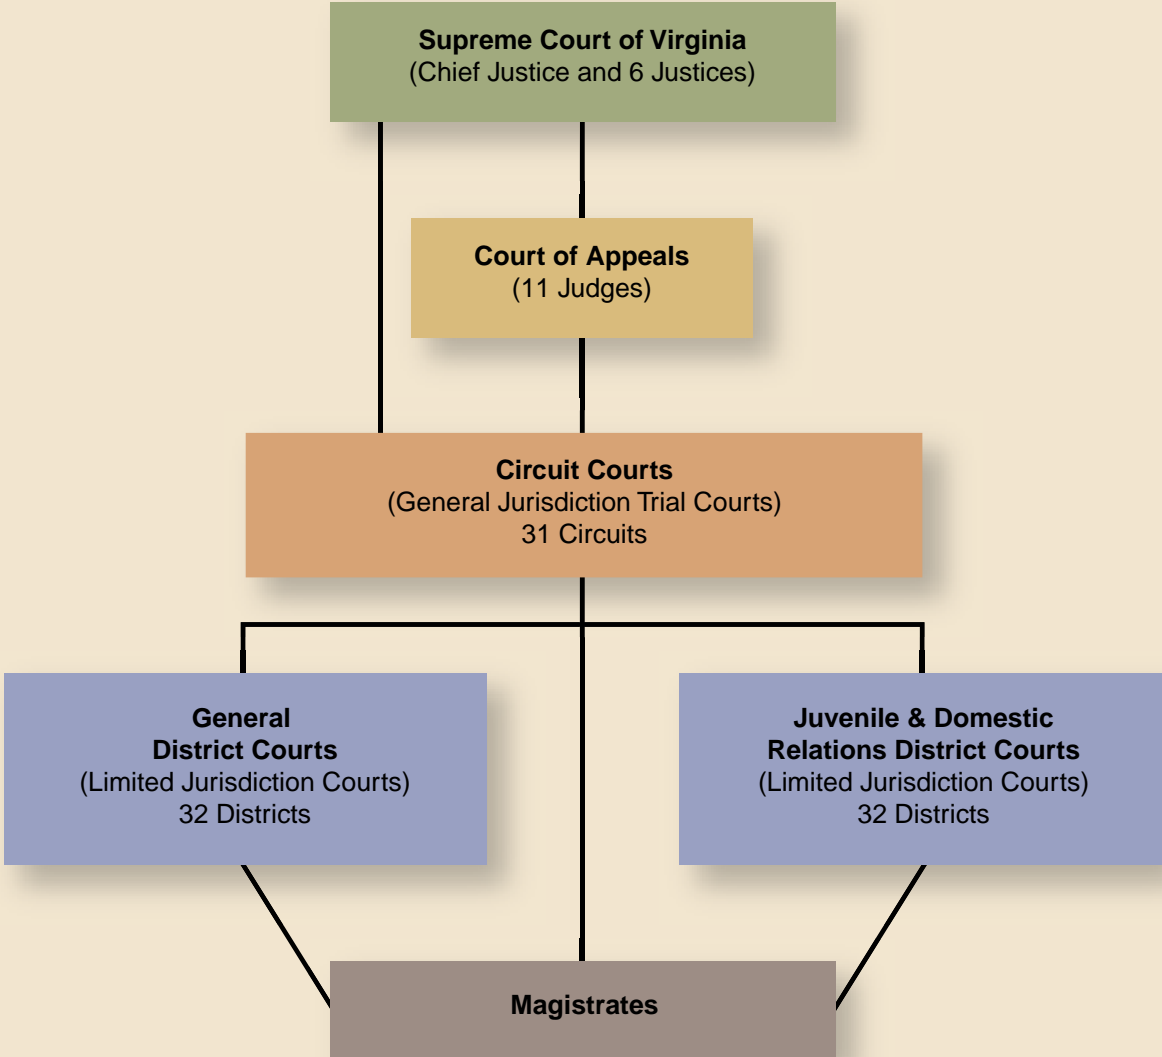 Supreme Court of Virginia
(Chief Justice and 6 Justices)
Court of Appeals
(11 Judges)
Circuit Courts
(General Jurisdiction Trial Courts)
31 Circuits
General
District Courts
(Limited Jurisdiction Courts)
32 Districts
Juvenile & Domestic
Relations District Courts
(Limited Jurisdiction Courts)
32 Districts
Magistrates